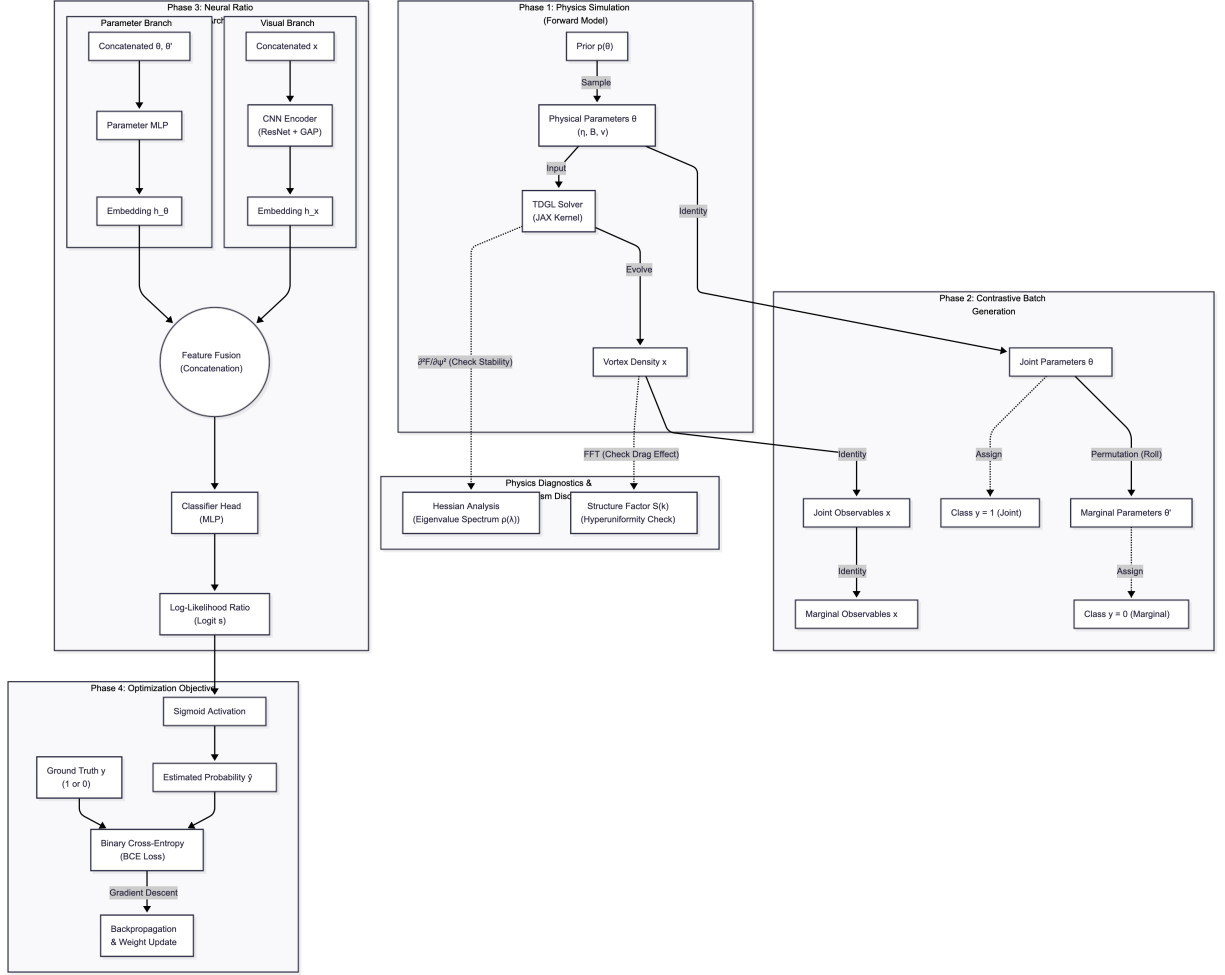 Phase 3: Neural Ratio
Parameter Branch
Visual Branch
Concatenated θ, θ'
Concatenated x
Parameter MLP
CNN Encoder
(ResNet + GAP)
Embedding h_θ
Embedding h_x
Feature Fusion
(Concatenation)
Classifier Head
(MLP)
Log-Likelihood Ratio
(Logit s)
Phase 1: Physics Simulation
(Forward Model)
Prior p(θ)
Sample
Physical Parameters θ
(η, B, v)
Input
TDGL Solver
(JAX Kernel)
Identity
Evolve
∂²F/∂ψ² (Check Stability)
Vortex Density x
FFT (Check Drag Effect)
Physics Diagnostics &
Hessian Analysis
(Eigenvalue Spectrum ρ(λ))
Structure Factor S(k)
(Hyperuniformity Check)
Phase 2: Contrastive Batch
Generation
Joint Parameters θ
Identity
Assign
Permutation (Roll)
Joint Observables x
Class y = 1 (Joint)
Marginal Parameters θ'
Identity
Assign
Marginal Observables x
Class y = 0 (Marginal)
Phase 4: Optimization Objective
Sigmoid Activation
Ground Truth y
(1 or 0)
Estimated Probability ŷ
Binary Cross-Entropy
(BCE Loss)
Gradient Descent
Backpropagation
& Weight Update